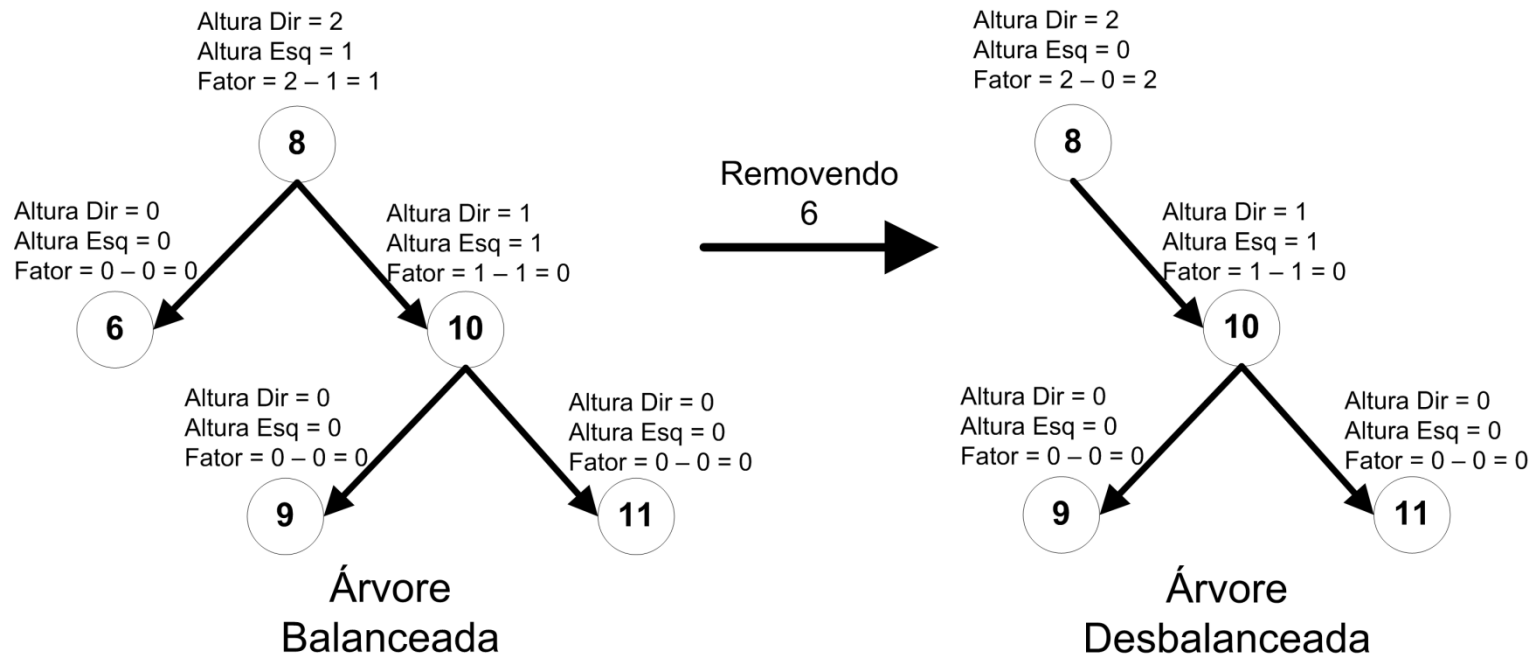 Altura Dir = 2
Altura Esq = 1
Fator = 2 – 1 = 1
8
Altura Dir = 0
Altura Esq = 0
Fator = 0 – 0 = 0
6
Altura Dir = 1
Altura Esq = 1
Fator = 1 – 1 = 0
10
Altura Dir = 0
Altura Esq = 0
Fator = 0 – 0 = 0
9
Altura Dir = 0
Altura Esq = 0
Fator = 0 – 0 = 0
11
Árvore
Balanceada
Removendo
6
Altura Dir = 2
Altura Esq = 0
Fator = 2 – 0 = 2
8
Altura Dir = 1
Altura Esq = 1
Fator = 1 – 1 = 0
10
Altura Dir = 0
Altura Esq = 0
Fator = 0 – 0 = 0
9
Altura Dir = 0
Altura Esq = 0
Fator = 0 – 0 = 0
11
Árvore
Desbalanceada